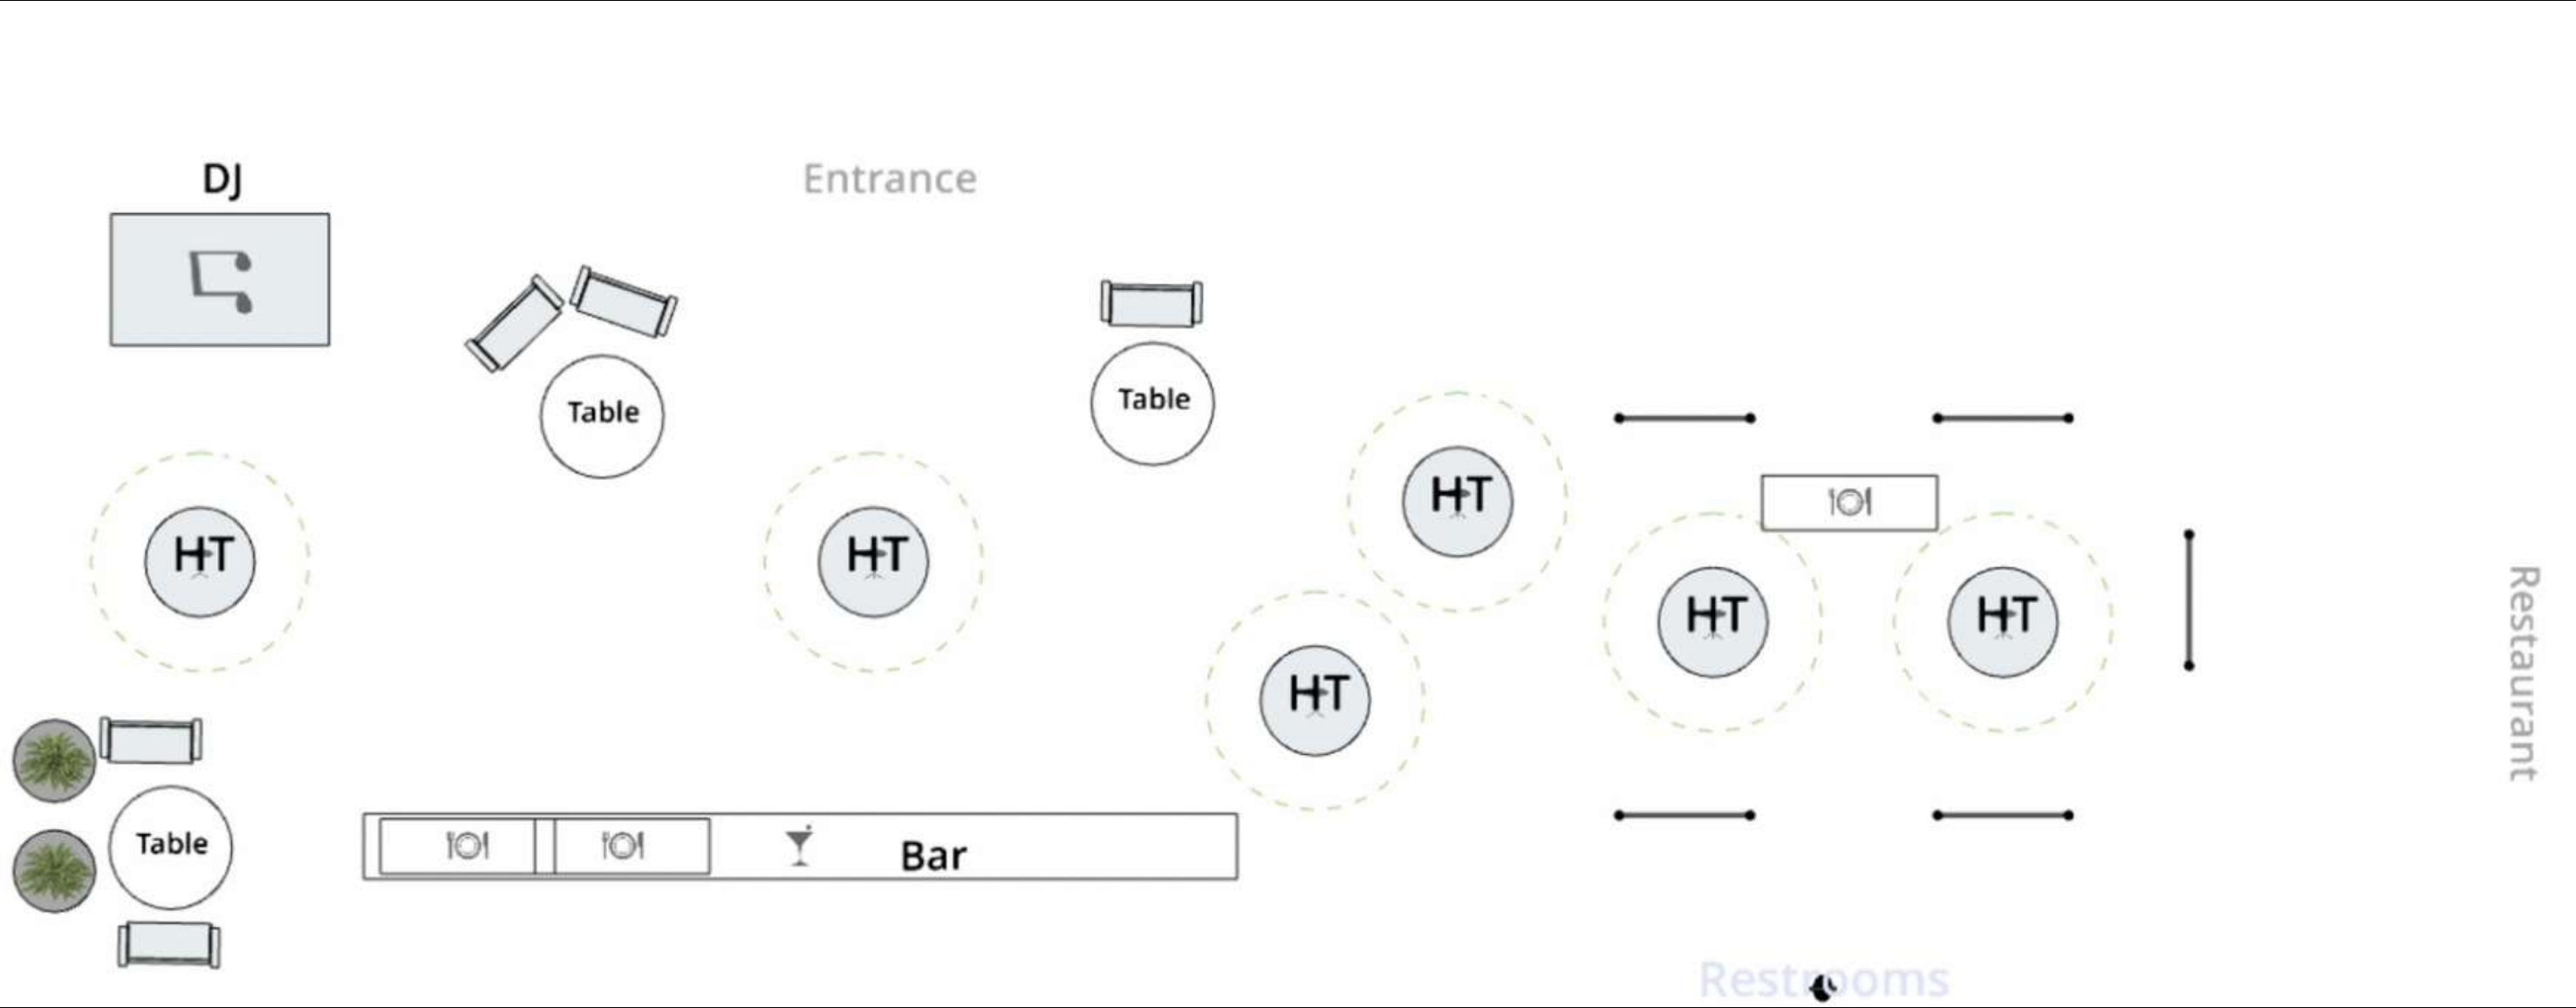 DJ
Entrance
Table
Table
HT
HT
HT
HT
HT
HT
Table
Bar
Restaurant
Restrooms